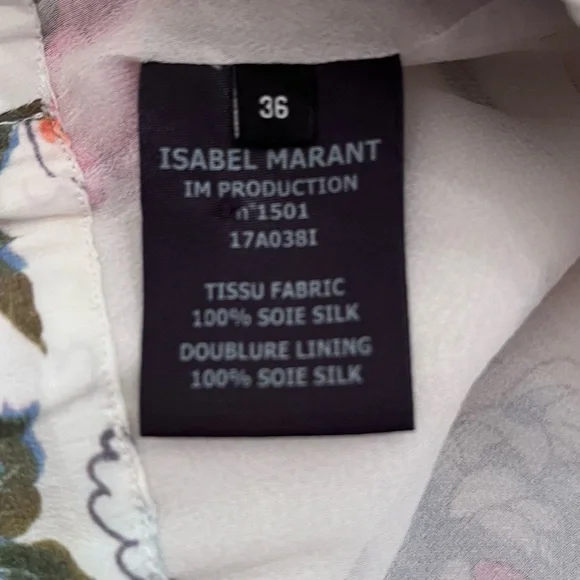 36
ISABEL MARANT
IM PRODUCTION
n°1501
17A038I
TISSU FABRIC
100% SOIE SILK
DOUBLURE LINING
100% SOIE SILK